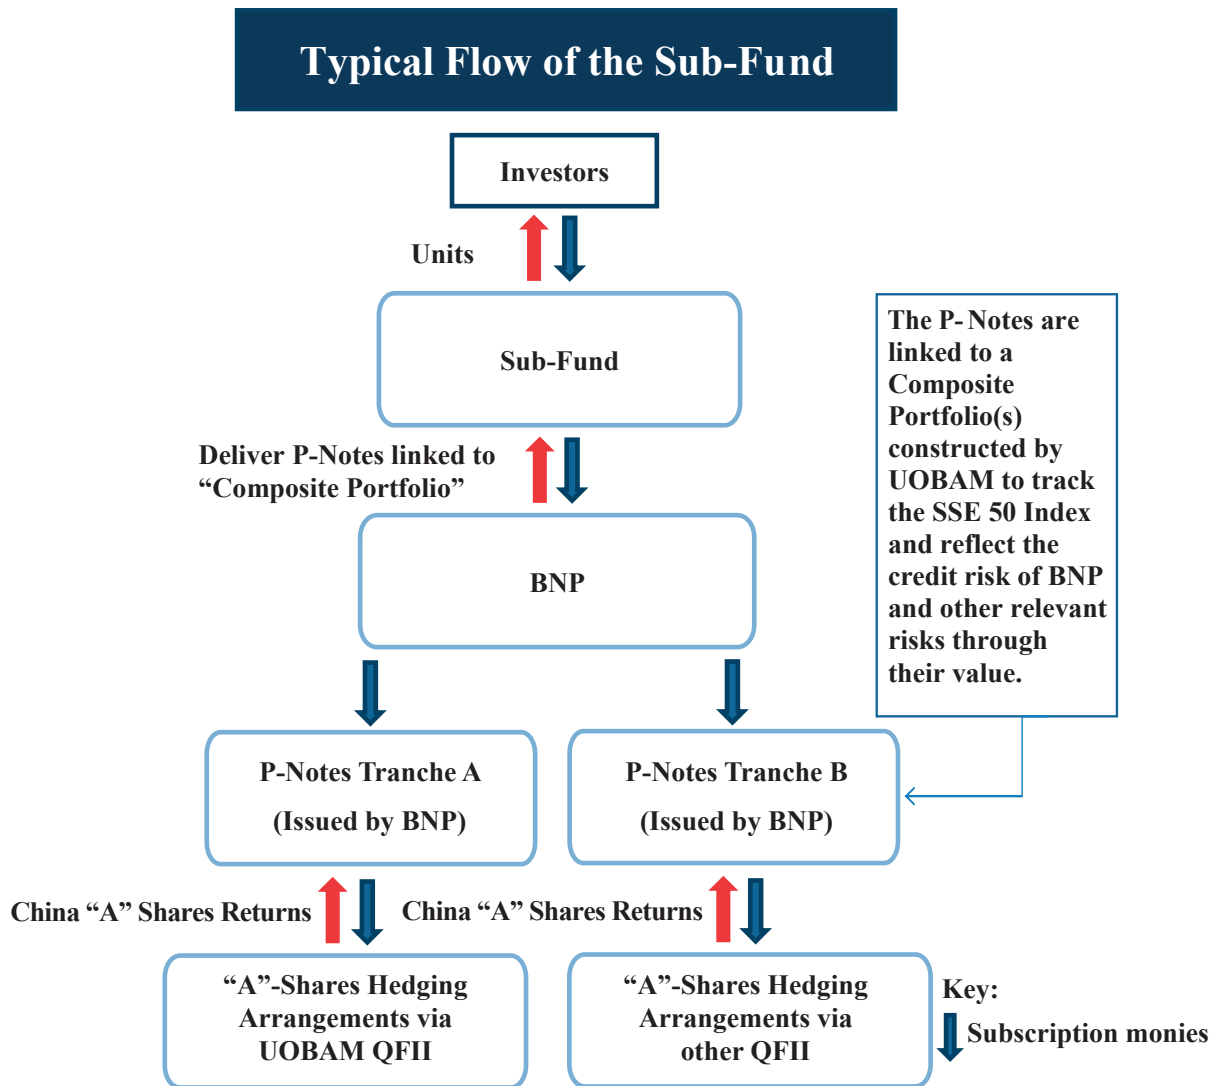 Typical Flow of the Sub-Fund
Investors
Units
Sub-Fund
The P- Notes are
linked to a
Composite
Portfolio(s)
constructed by
UOBAM to track
the SSE 50 Index
and reflect the
credit risk of BNP
and other relevant
risks through
their value.
Deliver P-Notes linked to
“Composite Portfolio”
BNP
P-Notes Tranche A
(Issued by BNP)
P-Notes Tranche B
(Issued by BNP)
China “A” Shares Returns
China “A” Shares Returns
“A”-Shares Hedging
Arrangements via
UOBAM QFII
“A”-Shares Hedging
Arrangements via
other QFII
Key:
Subscription monies